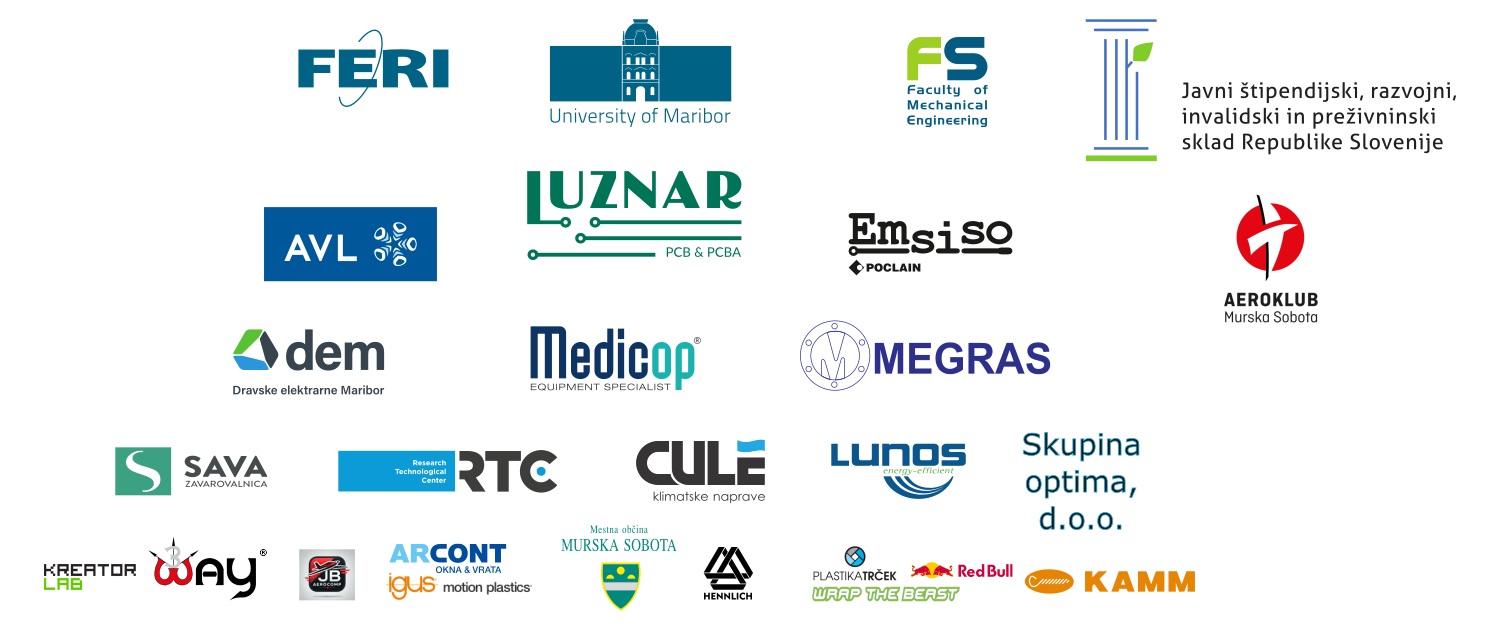 FERI
University of Maribor
FS
Faculty of
Mechanical
Engineering
Javni štipendijski, razvojni,
invalidski in preživninski
sklad Republike Slovenije
AVL
LUZNAR
PCB & PCBA
Emsiso
POCLAIN
AEROKLUB
Murska Sobota
dem
Dravske elektrarne Maribor
Medicop®
EQUIPMENT SPECIALIST
M
MEGRAS
S
SAVA
ZAVAROVALNICA
Research
Technological
Center
RTC
CULE
klimatske naprave
LUNOS
energy-efficient
Skupina
optima,
d.o.o.
KREATOR
LAB
3WAY®
JB
AEROCOMP
ARCONT
OKNA & VRATA
igus motion plastics
Mestna občina
MURSKA SOBOTA
HENNLICH
PLASTIKATRČEK
Red Bull
WRAP THE BEAST
KAMM